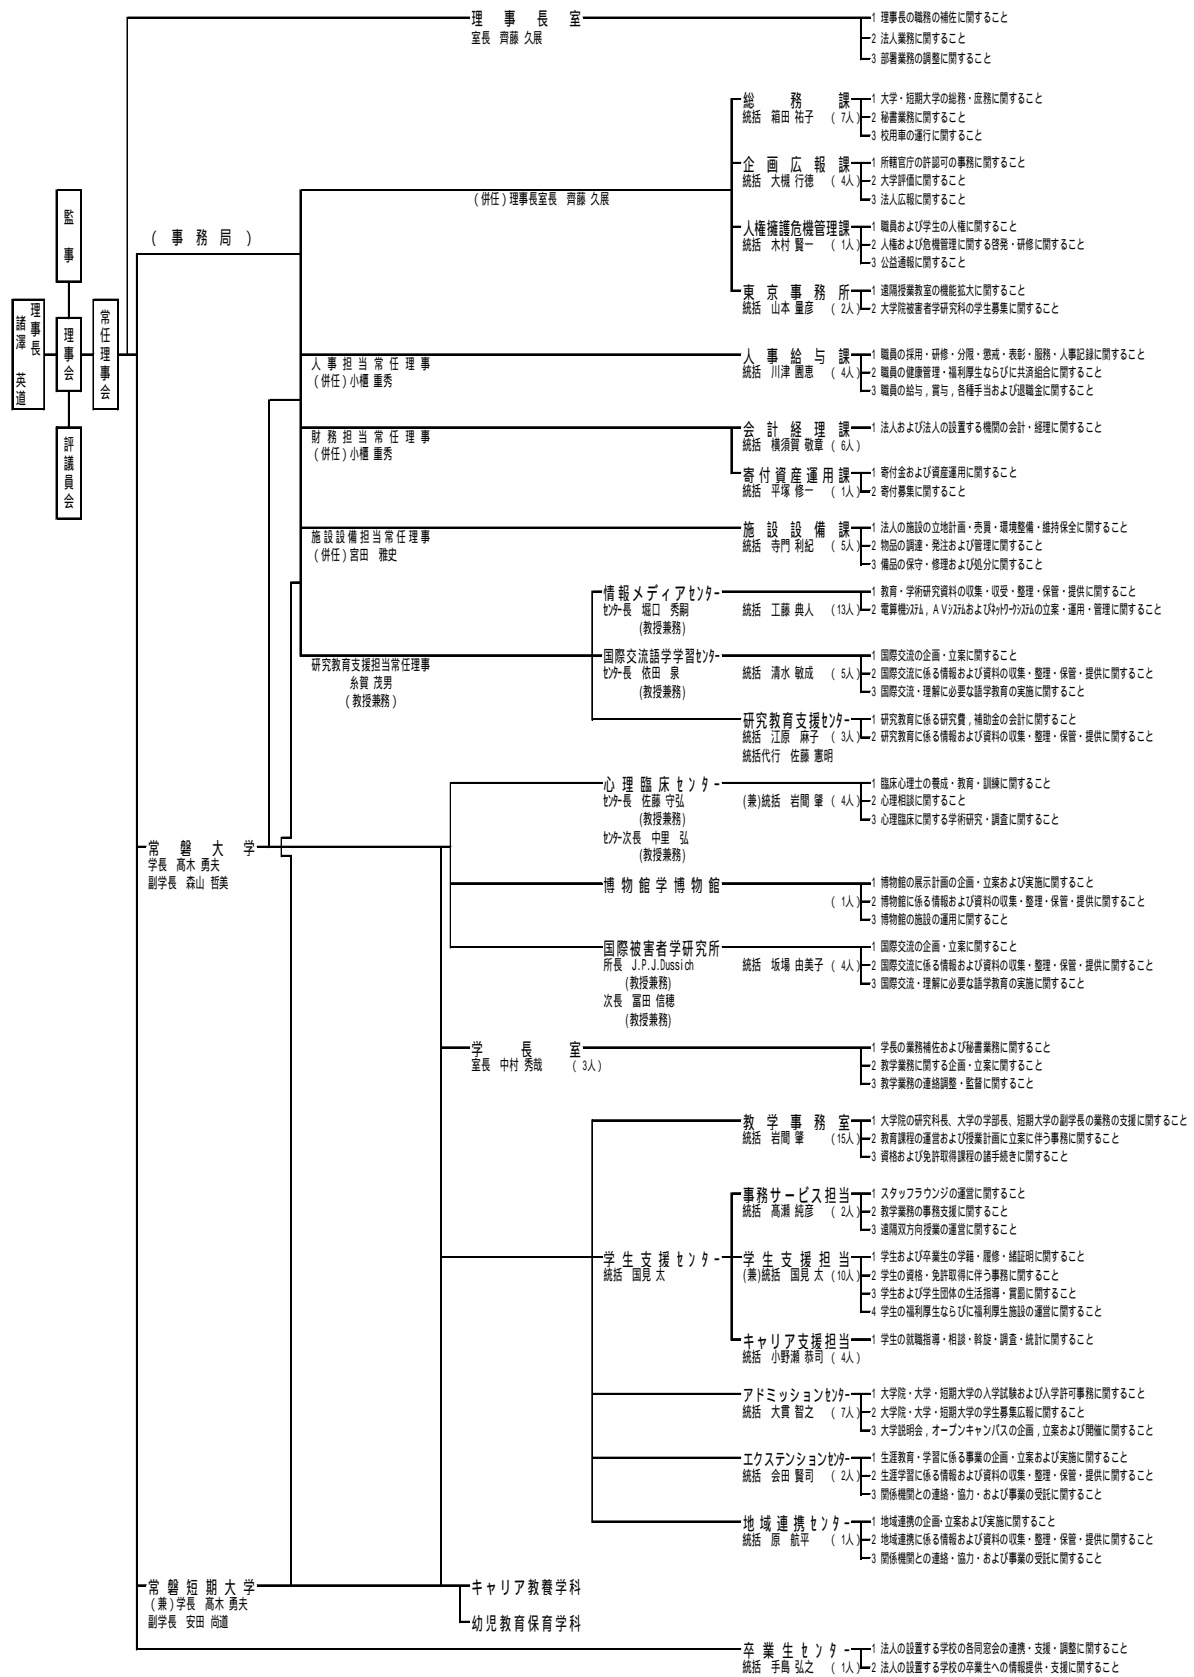 理事長室
室長 齊藤 久展
1 理事長の職務の補佐に関すること
2 法人業務に関すること
3 部署業務の調整に関すること
総務課
統括 箱田 祐子 ( 7人)
1 大学・短期大学の総務・庶務に関すること
2 秘書業務に関すること
3 校用車の運行に関すること
企画広報課
統括 大槻 行徳 ( 4人)
1 所轄官庁の許認可の事務に関すること
2 大学評価に関すること
3 法人広報に関すること
(併任)理事長室長 齊藤 久展
監事
(事務局)
人権擁護危機管理課
統括 木村 賢一 ( 1人)
1 職員および学生の人権に関すること
2 人権および危機管理に関する啓発・研修に関すること
3 公益通報に関すること
東京事務所
統括 山本 量彦 ( 2人)
1 遠隔授業教室の機能拡大に関すること
2 大学院被害者学研究科の学生募集に関すること
理事長
諸澤 英道
理事会
常任理事会
評議員会
人事担当常任理事
(併任)小櫃 重秀
人事給与課
統括 川津 園恵 ( 4人)
1 職員の採用・研修・分限・懲戒・表彰・服務・人事記録に関すること
2 職員の健康管理・福利厚生ならびに共済組合に関すること
3 職員の給与,賞与,各種手当および退職金に関すること
財務担当常任理事
(併任)小櫃 重秀
会計経理課
統括 横須賀 敬章 ( 6人)
1 法人および法人の設置する機関の会計・経理に関すること
寄付資産運用課
統括 平塚 修一 ( 1人)
1 寄付金および資産運用に関すること
2 寄付募集に関すること
施設設備担当常任理事
(併任)宮田 雅史
施設設備課
統括 寺門 利紀 ( 5人)
1 法人の施設の立地計画・売買・環境整備・維持保全に関すること
2 物品の調達・発注および管理に関すること
3 備品の保守・修理および処分に関すること
情報メディアセンター
センター長 堀口 秀嗣
(教授兼務)
統括 工藤 典人 (13人)
1 教育・学術研究資料の収集・収受・整理・保管・提供に関すること
2 電算機システム,AVシステムおよびネットワークシステムの立案・運用・管理に関すること
研究教育支援担当常任理事
糸賀 茂男
(教授兼務)
国際交流語学学習センター
センター長 依田 泉
(教授兼務)
統括 清水 敏成 ( 5人)
1 国際交流の企画・立案に関すること
2 国際交流に係る情報および資料の収集・整理・保管・提供に関すること
3 国際交流・理解に必要な語学教育の実施に関すること
研究教育支援センター
統括 江原 麻子 ( 3人)
統括代行 佐藤 憲明
1 研究教育に係る研究費,補助金の会計に関すること
2 研究教育に係る情報および資料の収集・整理・保管・提供に関すること
心理臨床センター
センター長 佐藤 守弘
(教授兼務)
センター次長 中里 弘
(教授兼務)
(兼)統括 岩間 肇 ( 4人)
1 臨床心理士の養成・教育・訓練に関すること
2 心理相談に関すること
3 心理臨床に関する学術研究・調査に関すること
常磐大学
学長 髙木 勇夫
副学長 森山 哲美
博物館学博物館
( 1人)
1 博物館の展示計画の企画・立案および実施に関すること
2 博物館に係る情報および資料の収集・整理・保管・提供に関すること
3 博物館の施設の運用に関すること
国際被害者学研究所
所長 J.P.J.Dussich
(教授兼務)
次長 冨田 信穂
(教授兼務)
統括 坂場 由美子 ( 4人)
1 国際交流の企画・立案に関すること
2 国際交流に係る情報および資料の収集・整理・保管・提供に関すること
3 国際交流・理解に必要な語学教育の実施に関すること
学長室
室長 中村 秀哉 ( 3人)
1 学長の業務補佐および秘書業務に関すること
2 教学業務に関する企画・立案に関すること
3 教学業務の連絡調整・監督に関すること
教学事務室
統括 岩間 肇 (15人)
1 大学院の研究科長、大学の学部長、短期大学の副学長の業務の支援に関すること
2 教育課程の運営および授業計画に立案に伴う事務に関すること
3 資格および免許取得課程の諸手続きに関すること
事務サービス担当
統括 髙瀬 純彦 ( 2人)
1 スタッフラウンジの運営に関すること
2 教学業務の事務支援に関すること
3 遠隔双方向授業の運営に関すること
学生支援センター
統括 国見 太
学生支援担当
(兼)統括 国見 太 (10人)
1 学生および卒業生の学籍・履修・緒証明に関すること
2 学生の資格・免許取得に伴う事務に関すること
3 学生および学生団体の生活指導・賞罰に関すること
4 学生の福利厚生ならびに福利厚生施設の運営に関すること
キャリア支援担当
統括 小野瀬 恭司 ( 4人)
1 学生の就職指導・相談・斡旋・調査・統計に関すること
アドミッションセンター
統括 大貫 智之 ( 7人)
1 大学院・大学・短期大学の入学試験および入学許可事務に関すること
2 大学院・大学・短期大学の学生募集広報に関すること
3 大学説明会,オープンキャンパスの企画,立案および開催に関すること
エクステンションセンター
統括 会田 賢司 ( 2人)
1 生涯教育・学習に係る事業の企画・立案および実施に関すること
2 生涯学習に係る情報および資料の収集・整理・保管・提供に関すること
3 関係機関との連絡・協力・および事業の受託に関すること
地域連携センター
統括 原 航平 ( 1人)
1 地域連携の企画・立案および実施に関すること
2 地域連携に係る情報および資料の収集・整理・保管・提供に関すること
3 関係機関との連絡・協力・および事業の受託に関すること
常磐短期大学
(兼)学長 髙木 勇夫
副学長 安田 尚道
キャリア教養学科
幼児教育保育学科
卒業生センター
統括 手島 弘之 ( 1人)
1 法人の設置する学校の各同窓会の連携・支援・調整に関すること
2 法人の設置する学校の卒業生への情報提供・支援に関すること